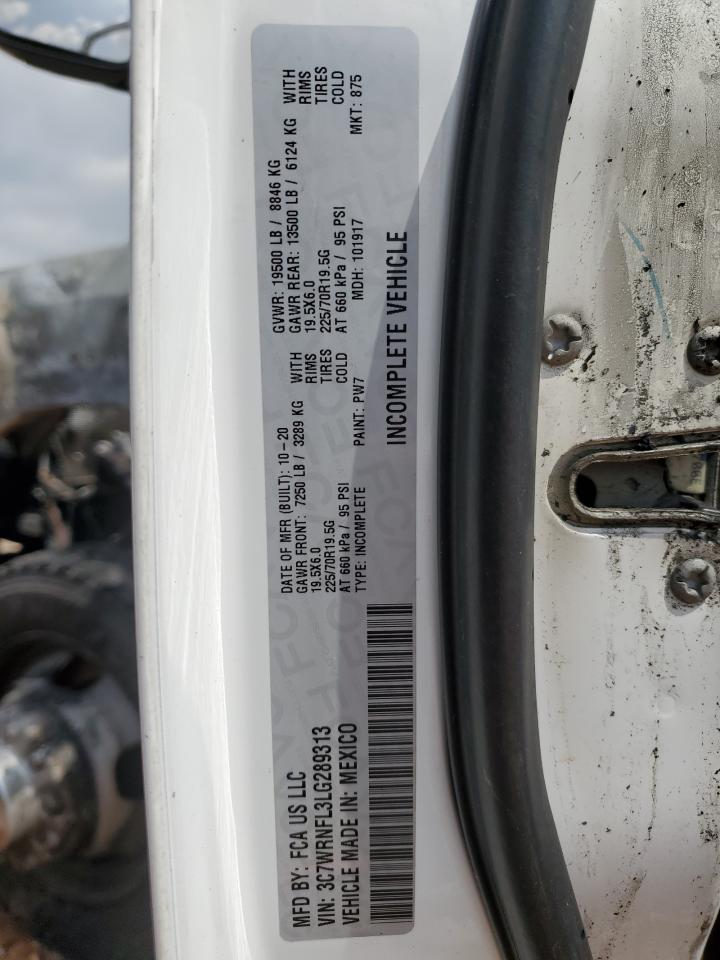 MFD BY: FCA US LLC
DATE OF MFR (BUILT): 10-20
GVWR: 19500 LB / 8846 KG
GAWR FRONT: 7250 LB / 3289 KG WITH
GAWR REAR: 13500 LB / 6124 KG WITH
19.5X6.0 RIMS
19.5X6.0 RIMS
225/70R19.5G TIRES
225/70R19.5G TIRES
AT 660 kPa / 95 PSI COLD
AT 660 kPa / 95 PSI COLD
VIN: 3C7WRNFL3LG289313
TYPE: INCOMPLETE
PAINT: PW7
MDH: 101917
MKT: 875
VEHICLE MADE IN: MEXICO
INCOMPLETE VEHICLE